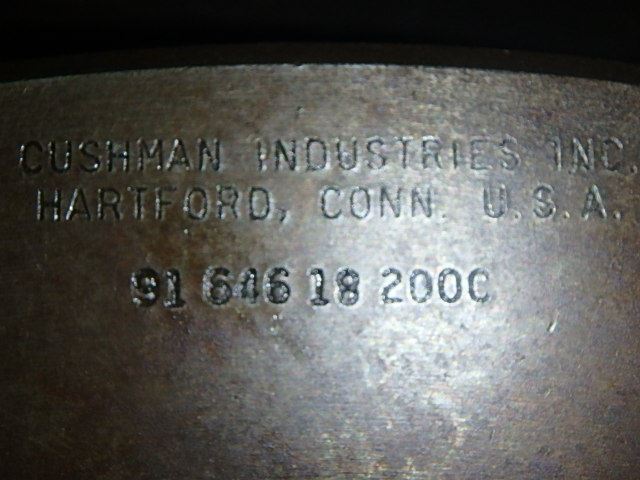 CUSHMAN INDUSTRIES INC.
HARTFORD, CONN. U.S.A.
91 646 18 200C